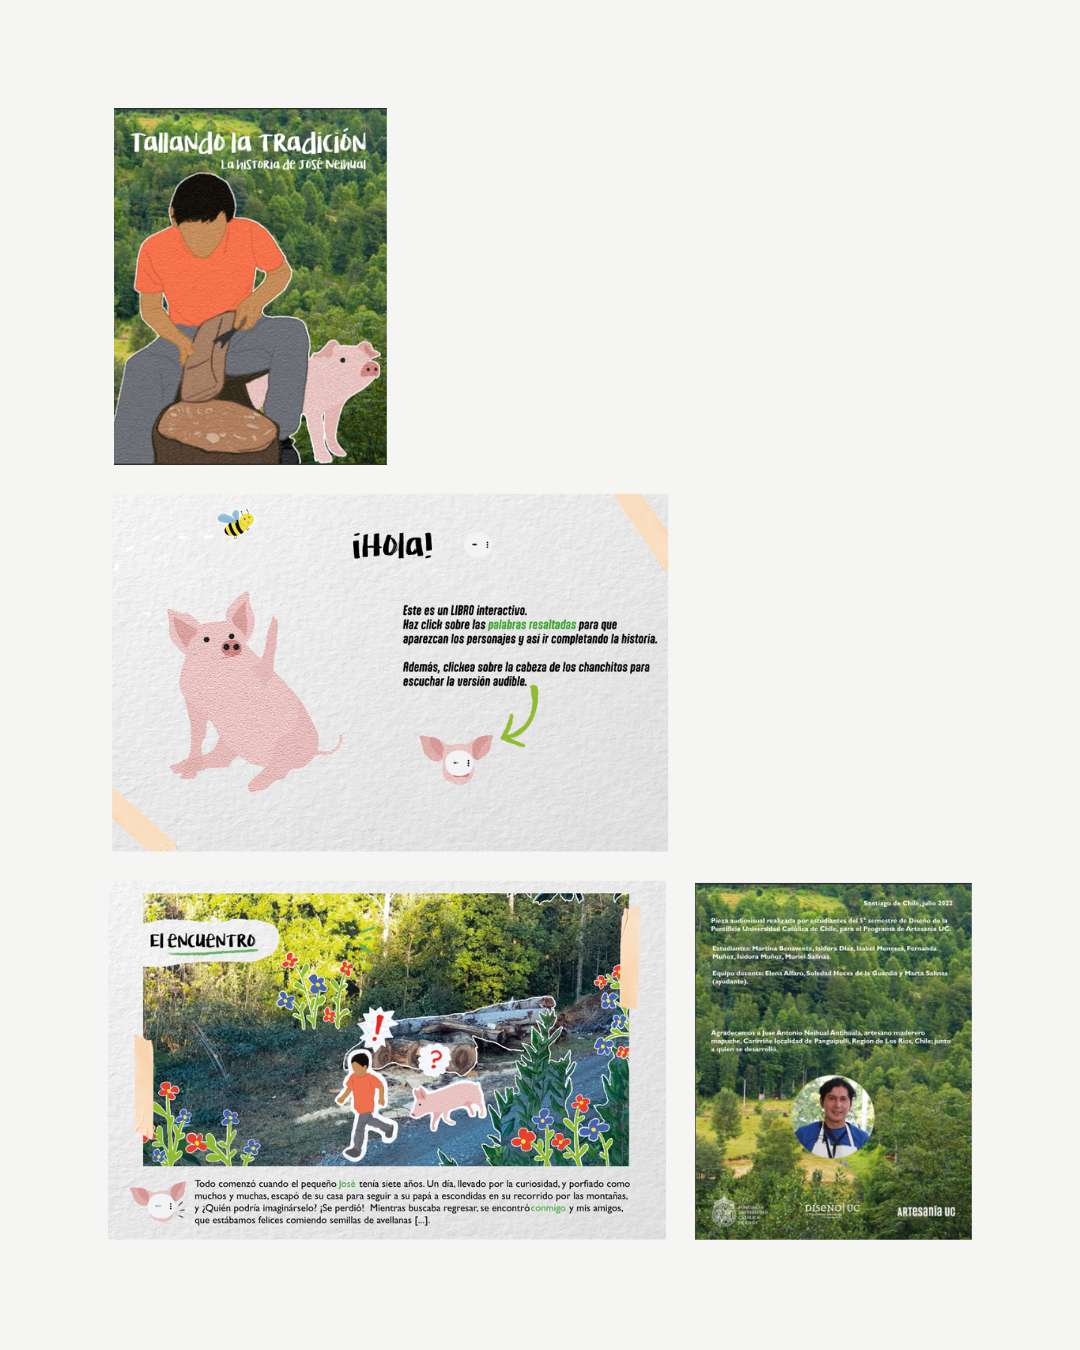 Tallando la Tradición
La historia de José Neihual
¡Hola!
Este es un LIBRO interactivo.
Haz click sobre las palabras resaltadas para que
aparezcan los personajes y así ir completando la historia.
Además, clickea sobre la cabeza de los chanchitos para
escuchar la versión audible.
El encuentro
!
?
Todo comenzó cuando el pequeño José tenía siete años. Un día, llevado por la curiosidad, y porfiado como
muchos y muchas, escapó de su casa para seguir a su papá a escondidas en su recorrido por las montañas,
y ¿Quién podría imaginárselo? ¡Se perdió! Mientras buscaba regresar, se encontró conmigo y mis amigos,
que estábamos felices comiendo semillas de avellanas [...].
Santiago de Chile, julio 2022
Pieza audiovisual realizada por estudiantes del 5° semestre de Diseño de la
Pontificia Universidad Católica de Chile, para el Programa de Artesanía UC.
Estudiantes: Martina Benavente, Isidora Díaz, Isabel Meneses, Fernanda
Muñoz, Isidora Muñoz, Muriel Salinas.
Equipo docente: Elena Alfaro, Soledad Hoces de la Guardia y Marta Salinas
(ayudante).
Agradecemos a Jose Antonio Neihual Antihuala, artesano maderero
mapuche, Carirriñe localidad de Panguipulli, Región de Los Ríos, Chile; junto
a quien se desarrolló.
DISEÑO | UC
ARTESANÍA UC